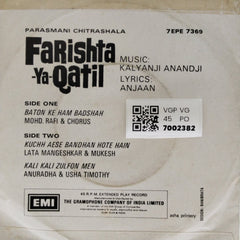 PARASMANI CHITRASHALA
7EPE 7369
FARISHTA
-YA-QATIL
MUSIC:
KALYANJI ANANDJI
LYRICS:
ANJAAN
SIDE ONE
BATON KE HAM BADSHAH
MOHD. RAFI & CHORUS
VGP VG
45 PO
7002382
SIDE TWO
KUCHH AESE BANDHAN HOTE HAIN
LATA MANGESHKAR & MUKESH
KALI KALI ZULFON MEN
ANURADHA & USHA TIMOTHY
EMI
45 R.P.M. EXTENDED PLAY RECORD
THE GRAMOPHONE COMPANY OF INDIA LIMITED